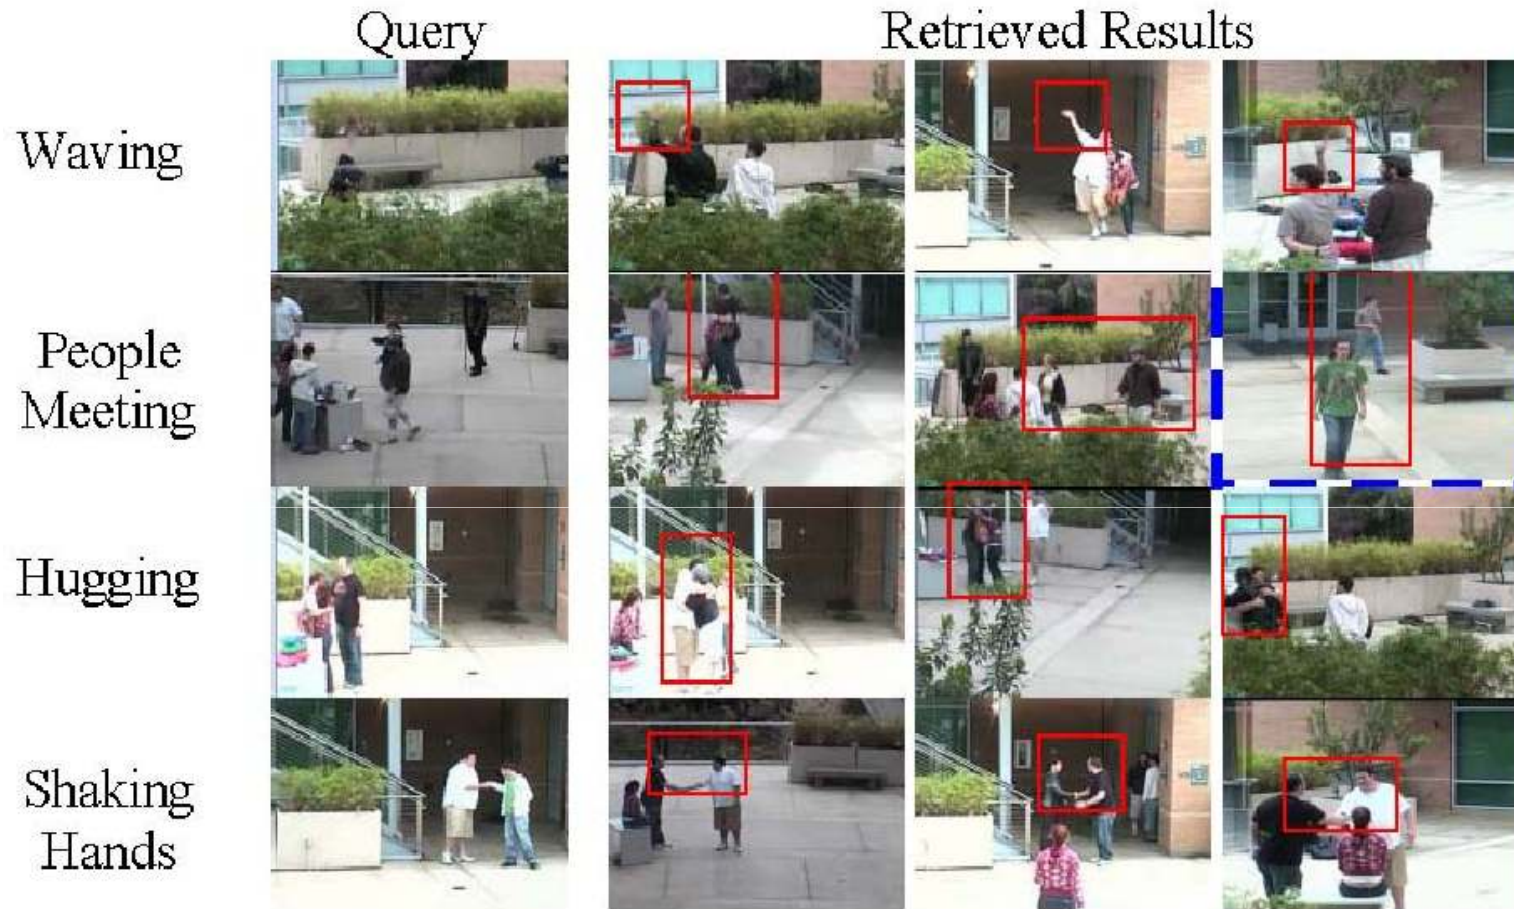 Query
Retrieved Results
Waving
People
Meeting
Hugging
Shaking
Hands